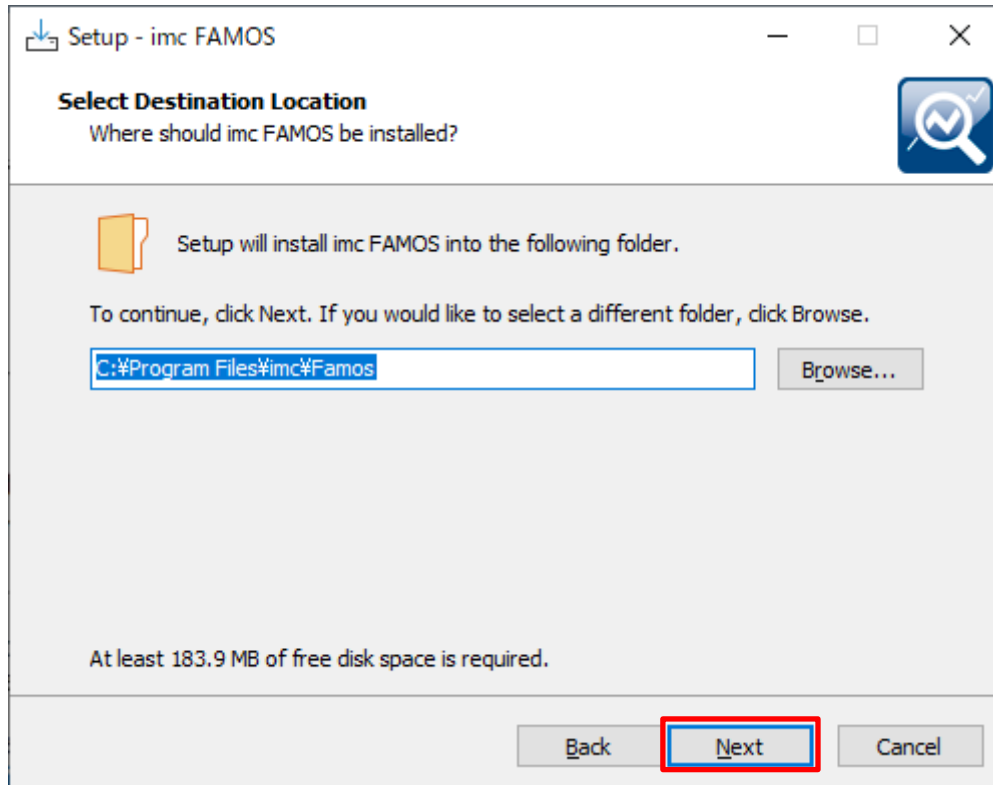 Setup - imc FAMOS
Select Destination Location
Where should imc FAMOS be installed?
Setup will install imc FAMOS into the following folder.
To continue, click Next. If you would like to select a different folder, click Browse.
C:¥Program Files¥imc¥Famos
Browse...
At least 183.9 MB of free disk space is required.
Back
Next
Cancel